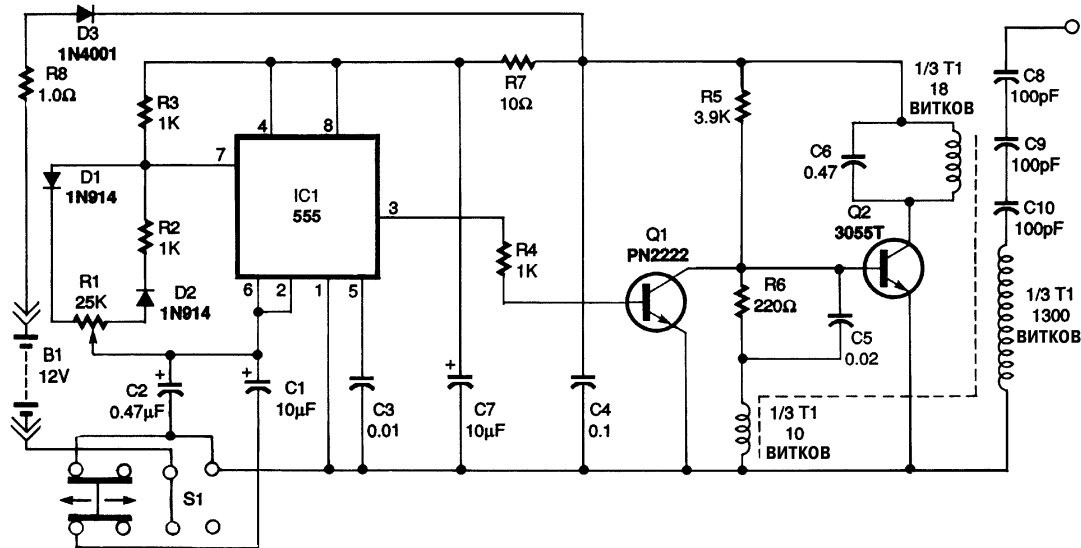 D3
1N4001
R8
1.0Ω
R3
1K
D1
1N914
R2
1K
R1
25K
D2
1N914
B1
12V
4
8
7
IC1
555
3
6
2
1
5
R7
10Ω
R4
1K
Q1
PN2222
R5
3.9K
R6
220Ω
C6
0.47
1/3 T1
18
ВИТКОВ
Q2
3055T
C5
0.02
C8
100pF
C9
100pF
C10
100pF
1/3 T1
1300
ВИТКОВ
+
C2
0.47µF
+
C1
10µF
C3
0.01
+
C7
10µF
C4
0.1
1/3 T1
10
ВИТКОВ
S1